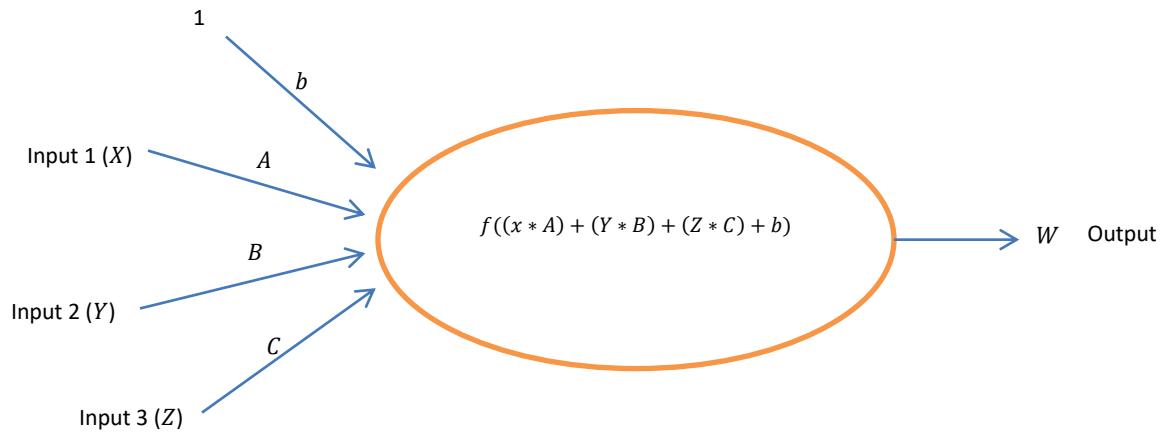 1
b
Input 1 (X)
A
f((x ∗ A) + (Y ∗ B) + (Z ∗ C) + b)
W Output
B
Input 2 (Y)
C
Input 3 (Z)